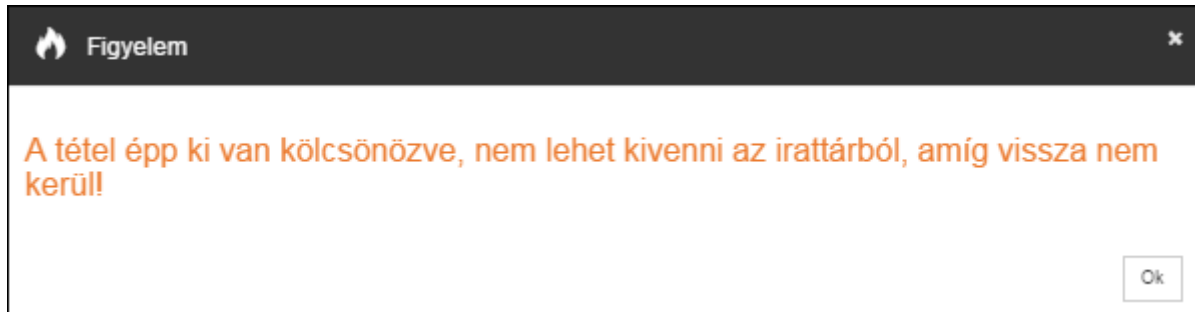 Figyelem
A tétel épp ki van kölcsönözve, nem lehet kivenni az irattárból, amíg vissza nem
kerül!
Ok